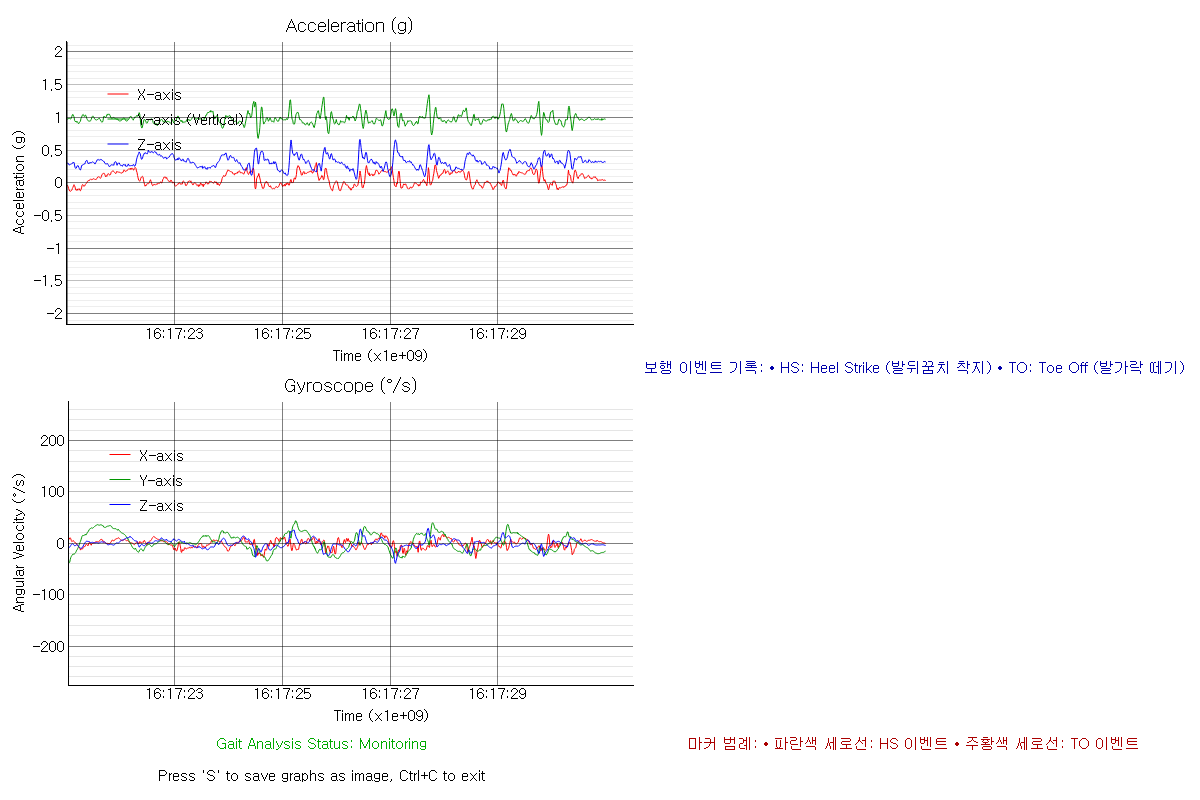 Acceleration (g)
2
1.5
1
0.5
0
-0.5
-1
-1.5
-2
Acceleration (g)
X-axis
Y-axis (Vertical)
Z-axis
16:17:23 16:17:25 16:17:27 16:17:29
Time (x1e+09)
보행 이벤트 기록: • HS: Heel Strike (발뒤꿈치 착지) • TO: Toe Off (발가락 떼기)
Gyroscope (°/s)
200
100
0
-100
-200
Angular Velocity (°/s)
X-axis
Y-axis
Z-axis
16:17:23 16:17:25 16:17:27 16:17:29
Time (x1e+09)
Gait Analysis Status: Monitoring
마커 범례: • 파란색 세로선: HS 이벤트 • 주황색 세로선: TO 이벤트
Press 'S' to save graphs as image, Ctrl+C to exit